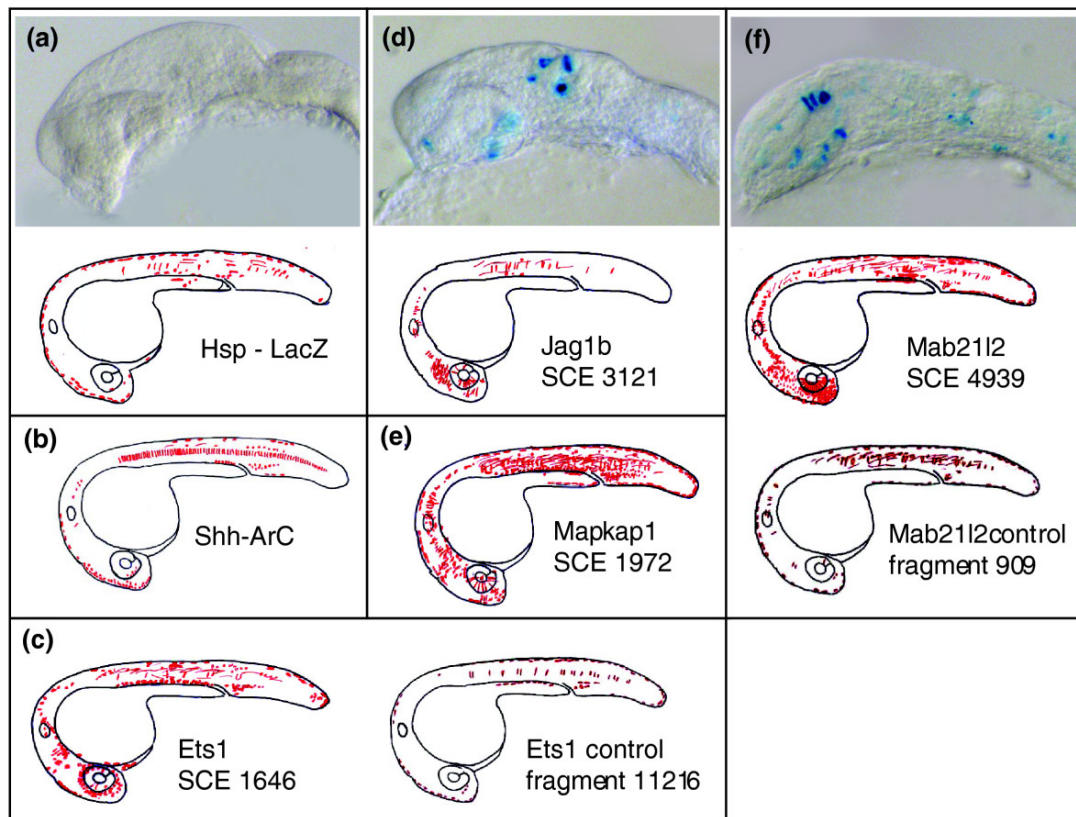 (a)
(d)
(f)
Hsp - LacZ
Jag1b
SCE 3121
Mab21l2
SCE 4939
(b)
Shh-ArC
(e)
Mapkap1
SCE 1972
Mab21l2control
fragment 909
(c)
Ets1
SCE 1646
Ets1 control
fragment 11216